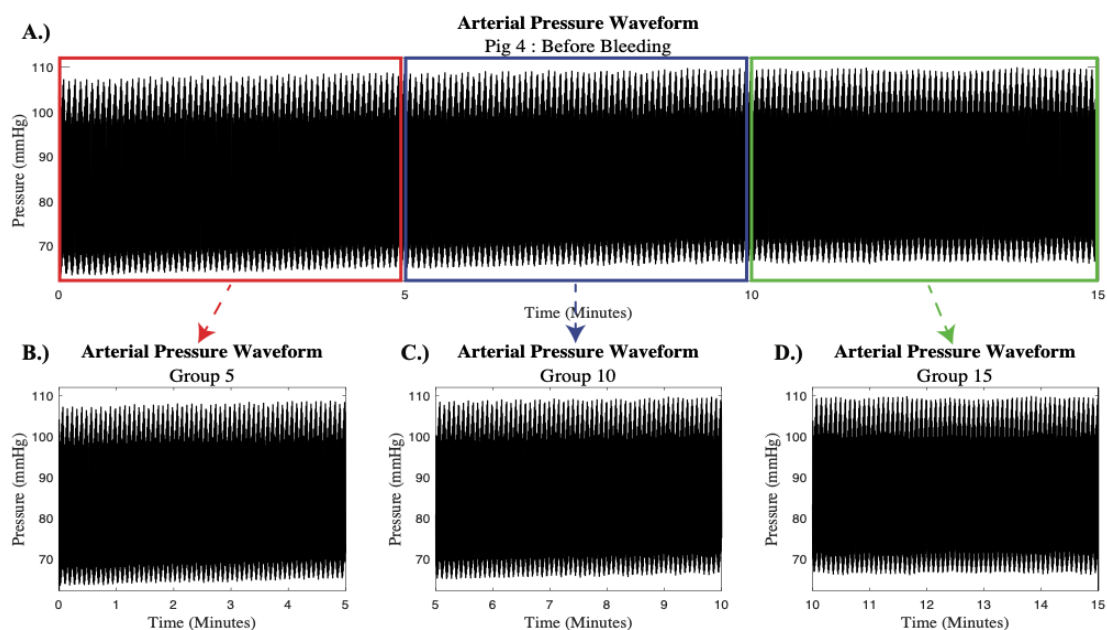 A.)
Arterial Pressure Waveform
Pig 4 : Before Bleeding
Pressure (mmHg)
110
100
90
80
70
0
5
10
15
Time (Minutes)
B.)
Arterial Pressure Waveform
Group 5
Pressure (mmHg)
110
100
90
80
70
0 1 2 3 4 5
Time (Minutes)
C.)
Arterial Pressure Waveform
Group 10
Pressure (mmHg)
110
100
90
80
70
5 6 7 8 9 10
Time (Minutes)
D.)
Arterial Pressure Waveform
Group 15
Pressure (mmHg)
110
100
90
80
70
10 11 12 13 14 15
Time (Minutes)